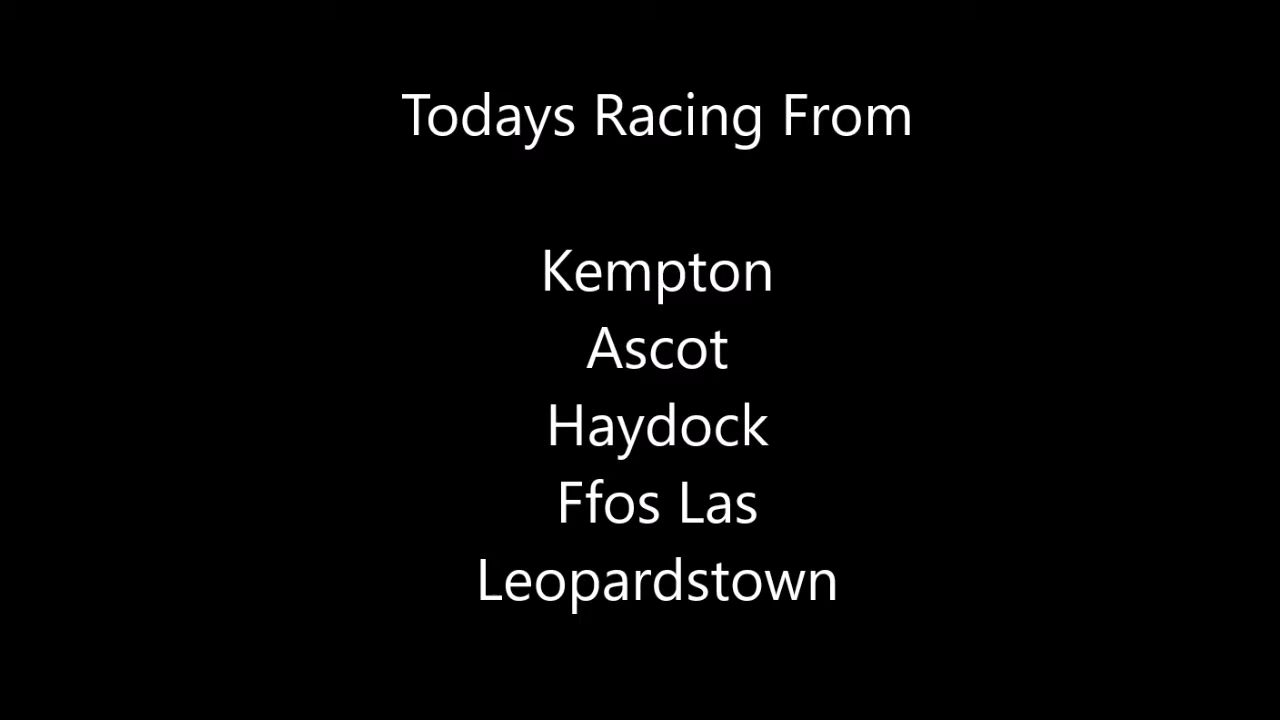 Todays Racing From
Kempton
Ascot
Haydock
Ffos Las
Leopardstown